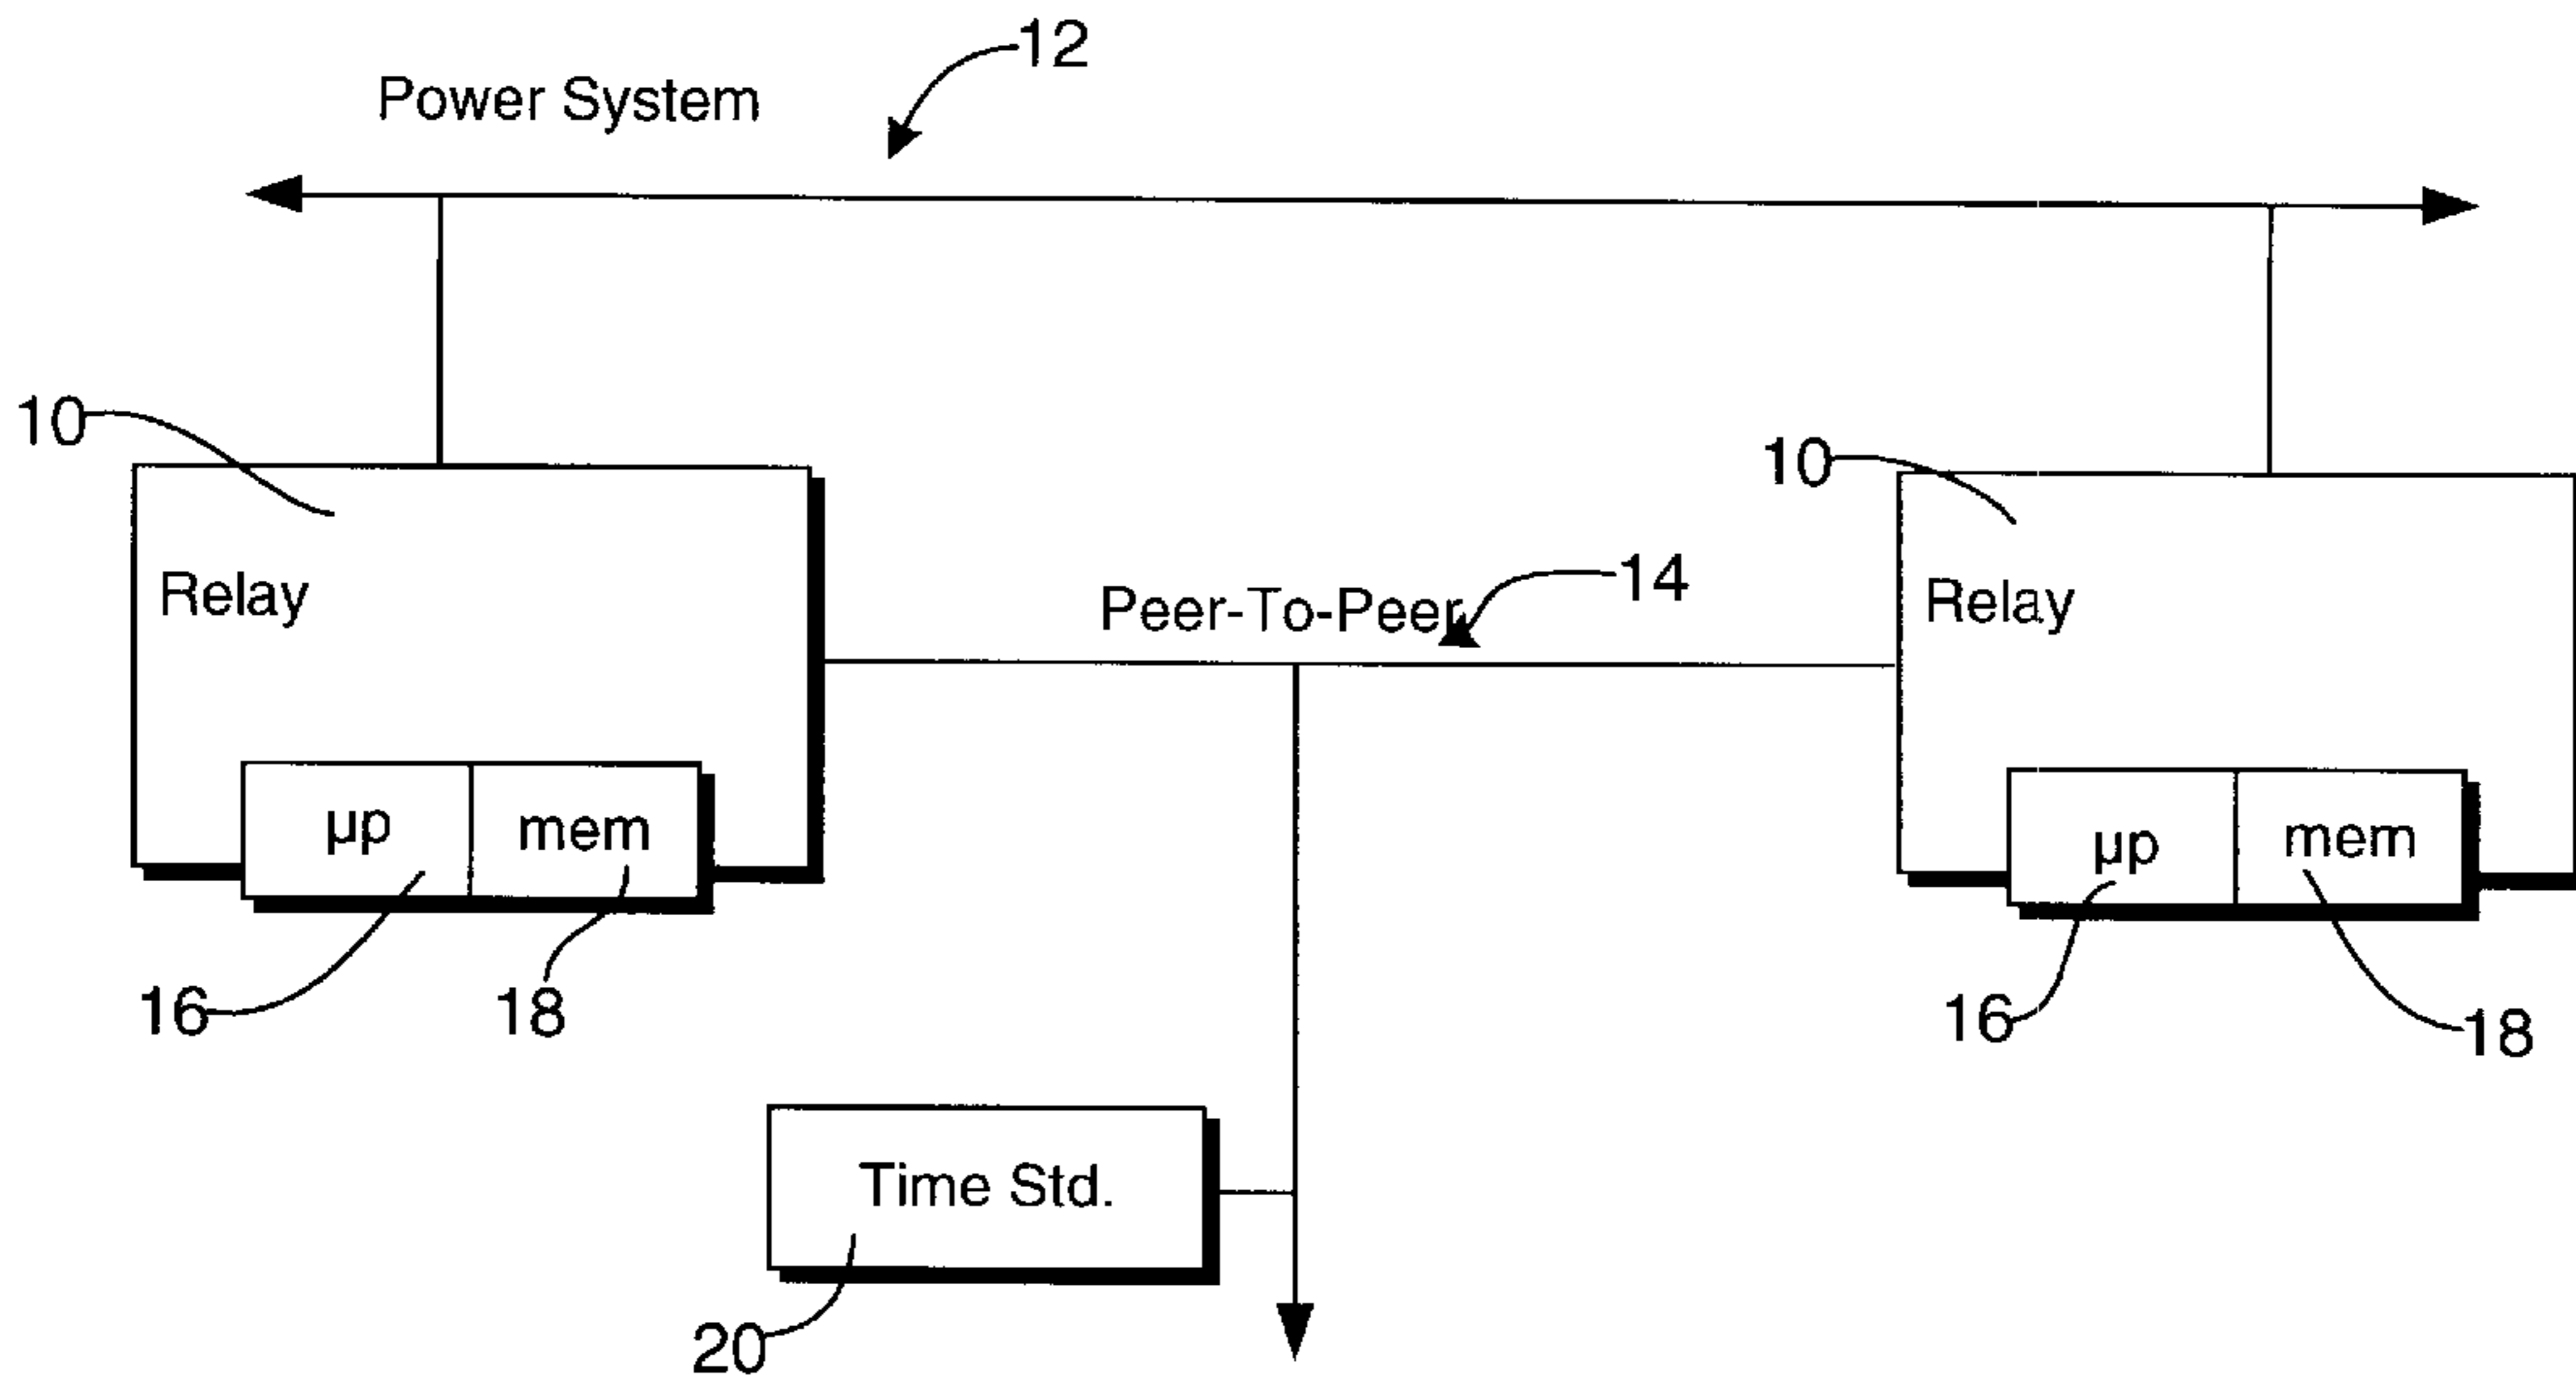 12
Power System
10
10
Relay
Peer-To-Peer
14
Relay
µp
mem
µp
mem
16
18
16
18
Time Std.
20